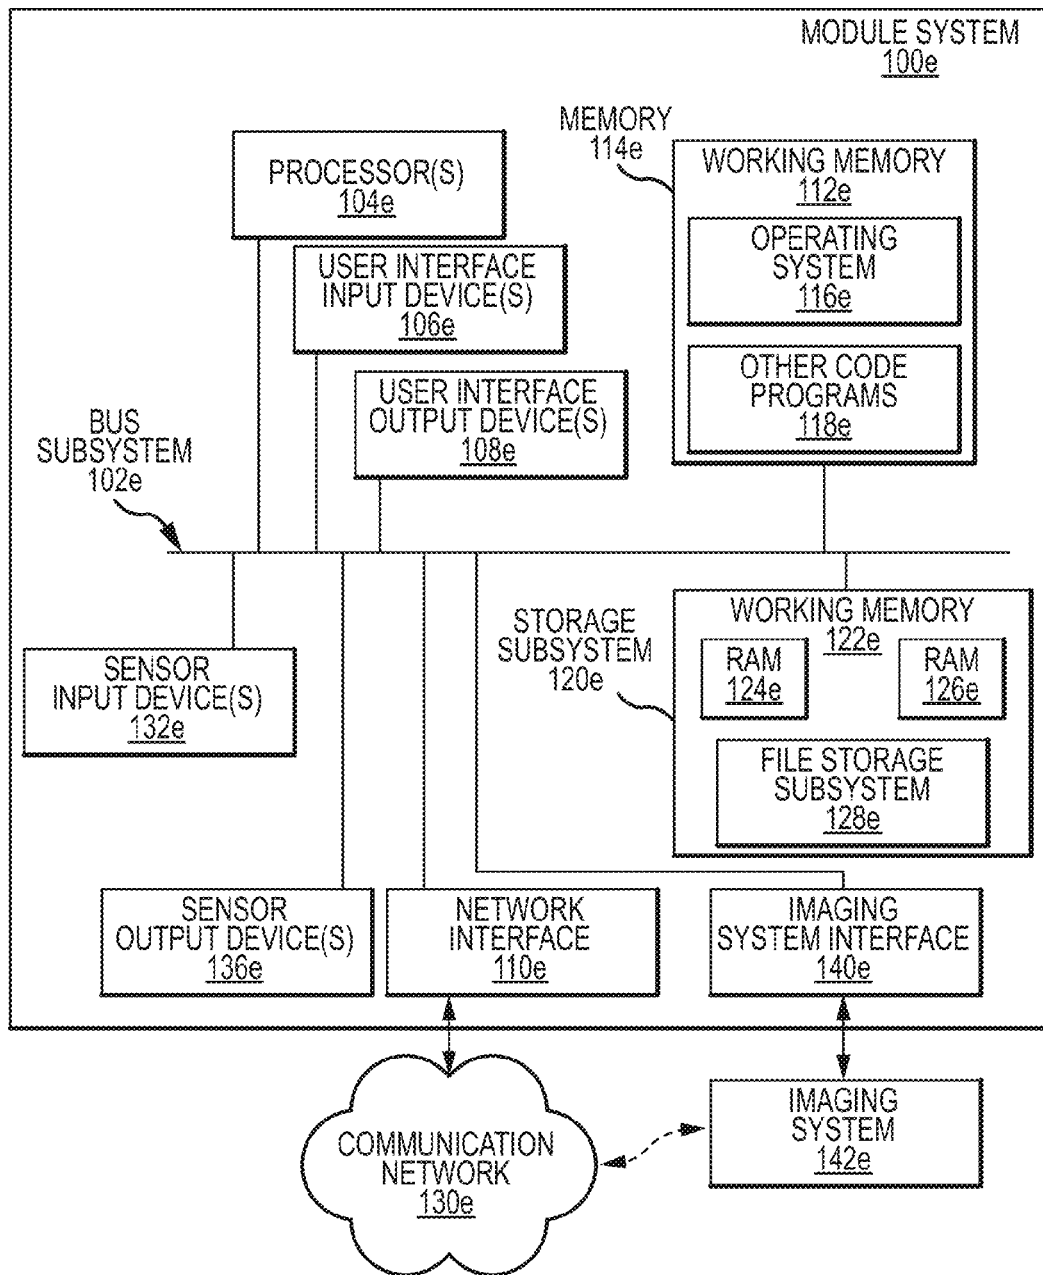 MODULE SYSTEM
100e
MEMORY
114e
PROCESSOR(S)
104e
WORKING MEMORY
112e
OPERATING
SYSTEM
116e
USER INTERFACE
INPUT DEVICE(S)
106e
OTHER CODE
PROGRAMS
118e
USER INTERFACE
OUTPUT DEVICE(S)
108e
BUS
SUBSYSTEM
102e
STORAGE
SUBSYSTEM
120e
WORKING MEMORY
122e
RAM
124e
RAM
126e
FILE STORAGE
SUBSYSTEM
128e
SENSOR
INPUT DEVICE(S)
132e
SENSOR
OUTPUT DEVICE(S)
136e
NETWORK
INTERFACE
110e
IMAGING
SYSTEM INTERFACE
140e
COMMUNICATION
NETWORK
130e
IMAGING
SYSTEM
142e